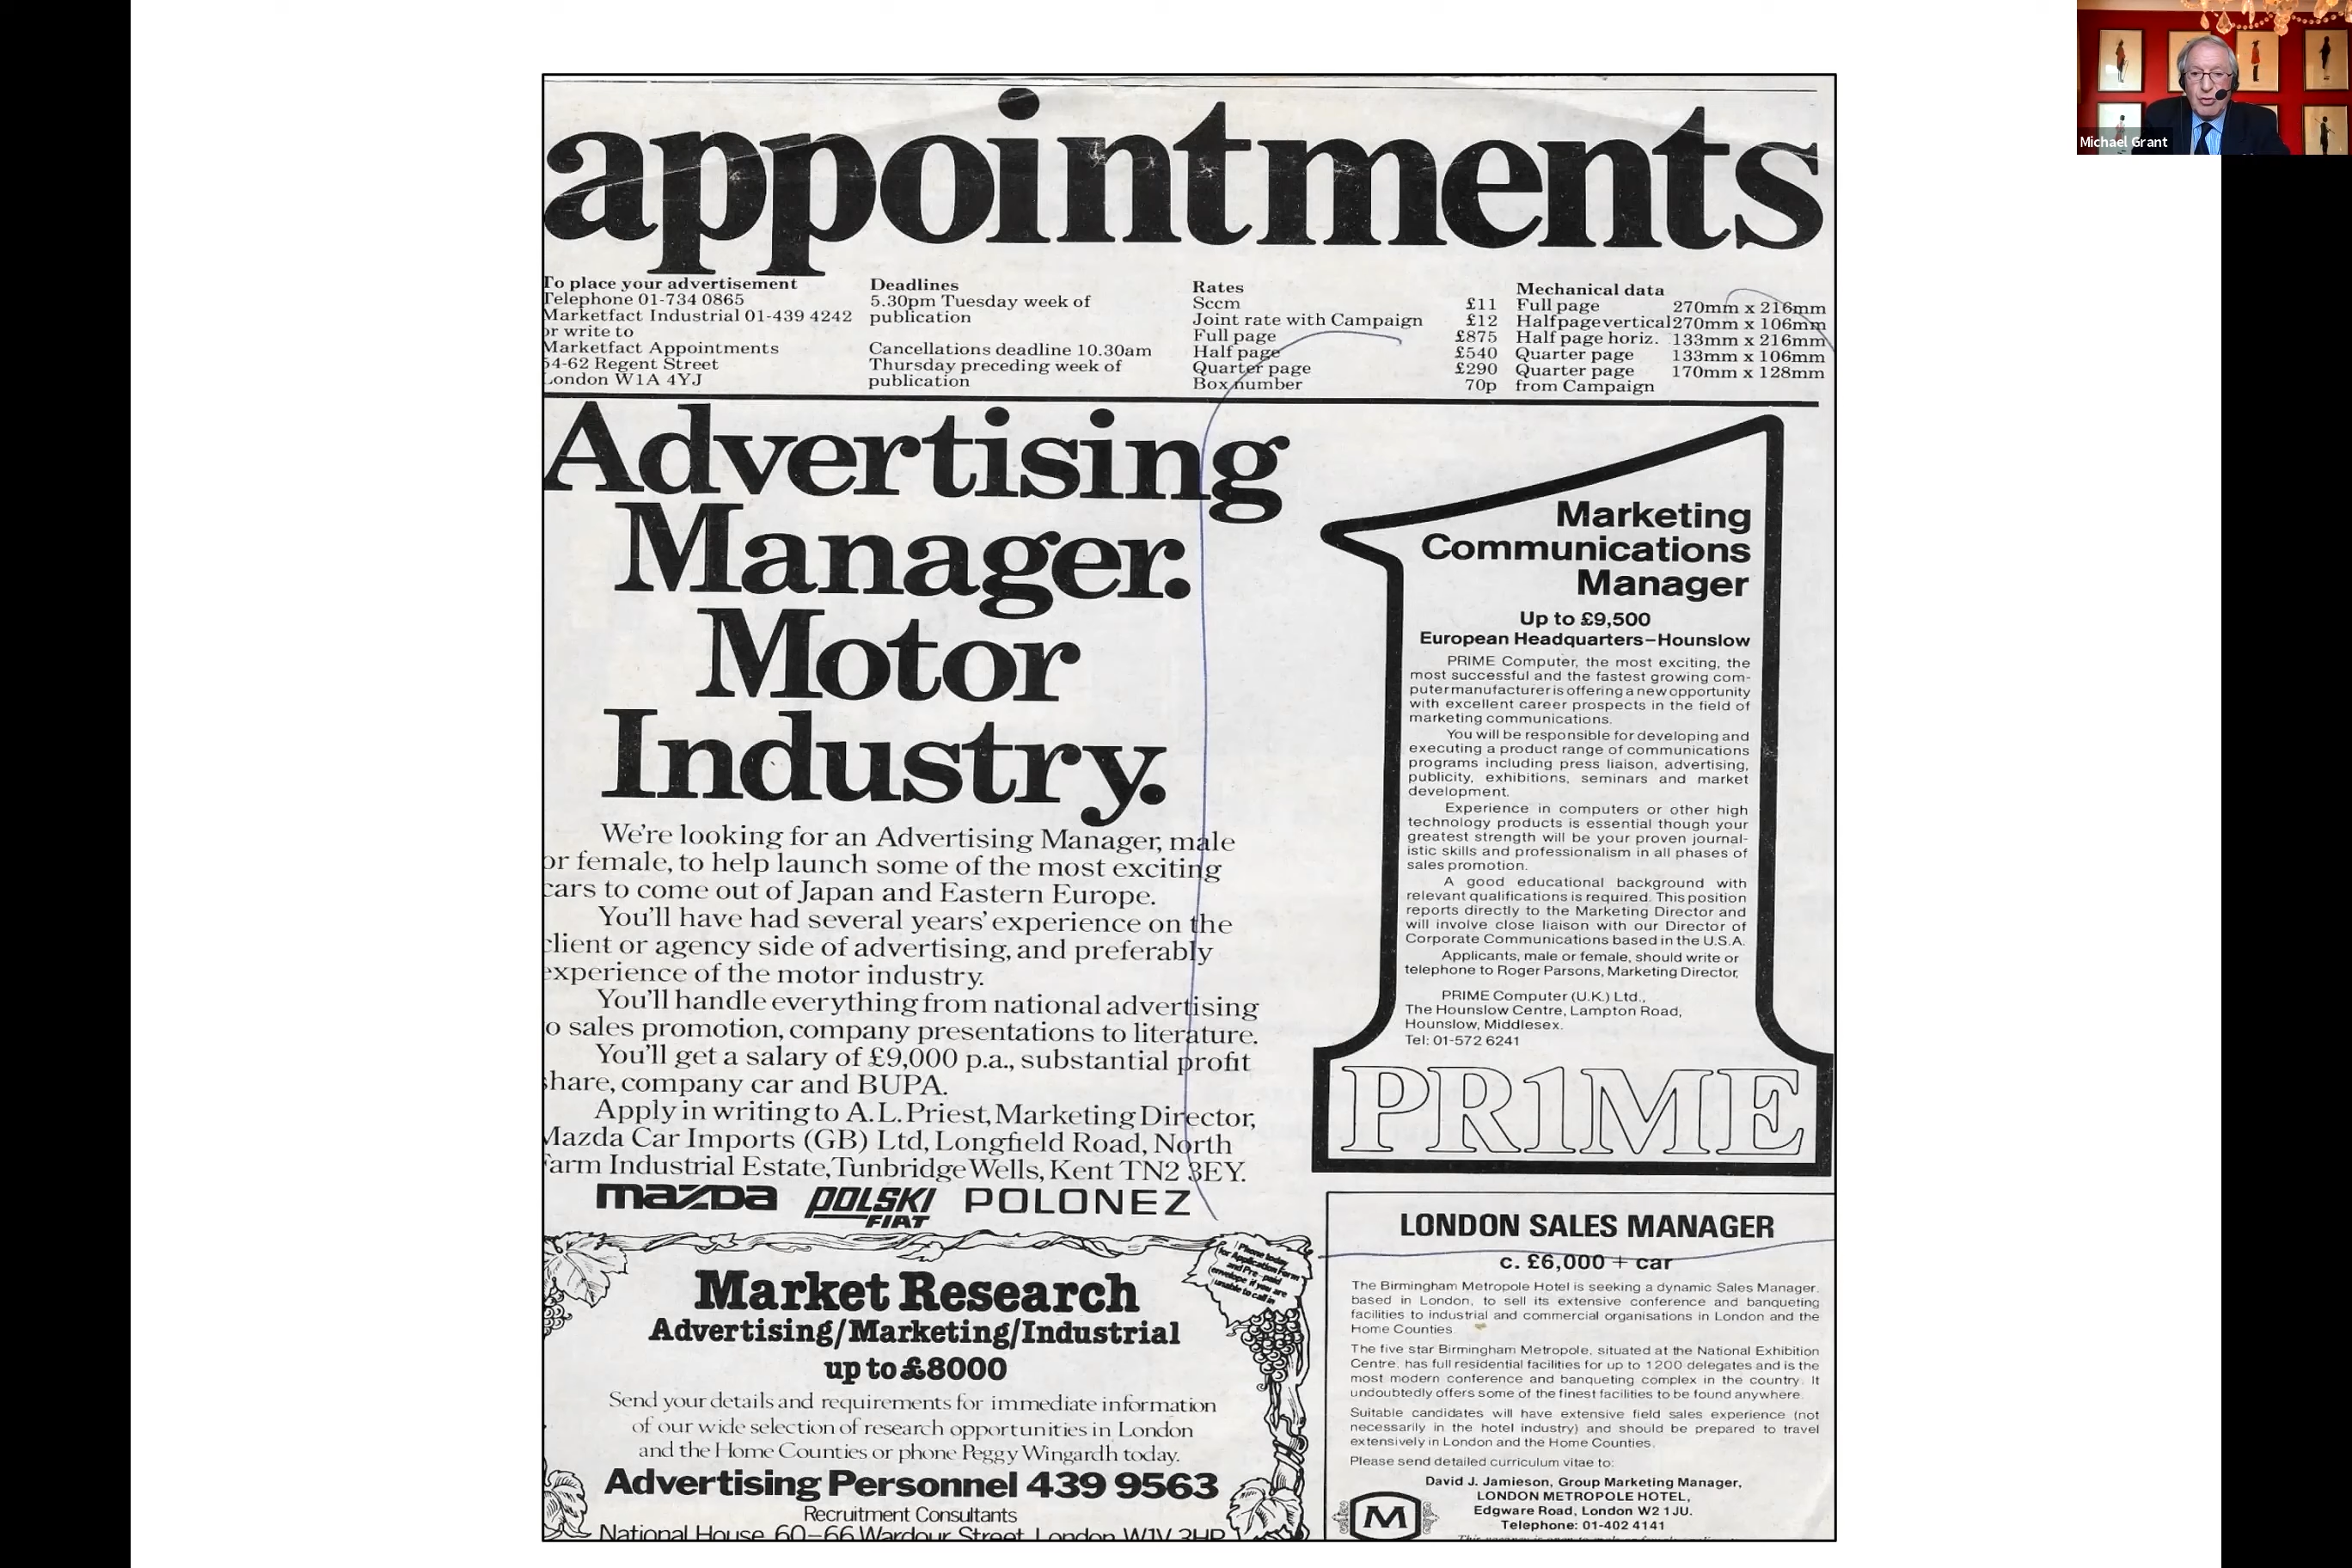 Michael Grant
appointments
To place your advertisement
Telephone 01-734 0865
Marketfact Industrial 01-439 4242
or write to
Marketfact Appointments
54-62 Regent Street
London W1A 4YJ
Deadlines
5.30pm Tuesday week of
publication
Cancellations deadline 10.30am
Thursday preceding week of
publication
Rates
Sccm £11
Joint rate with Campaign £12
Full page £875
Half page £540
Quarter page £290
Box number 70p
Mechanical data
Full page 270mm x 216mm
Half page vertical 270mm x 106mm
Half page horiz. 133mm x 216mm
Quarter page 133mm x 106mm
Quarter page 170mm x 128mm
from Campaign
Advertising
Manager.
Motor
Industry.
We're looking for an Advertising Manager, male
or female, to help launch some of the most exciting
cars to come out of Japan and Eastern Europe.
You'll have had several years' experience on the
client or agency side of advertising, and preferably
experience of the motor industry.
You'll handle everything from national advertising
o sales promotion, company presentations to literature.
You'll get a salary of £9,000 p.a., substantial profit
share, company car and BUPA.
Apply in writing to A.L. Priest, Marketing Director,
Mazda Car Imports (GB) Ltd, Longfield Road, North
Farm Industrial Estate, Tunbridge Wells, Kent TN2 3EY.
mazda POLSKI FIAT POLONEZ
Marketing
Communications
Manager
Up to £9,500
European Headquarters–Hounslow
PRIME Computer, the most exciting, the
most successful and the fastest growing com-
puter manufacturer is offering a new opportunity
with excellent career prospects in the field of
marketing communications.
You will be responsible for developing and
executing a product range of communications
programs including press liaison, advertising,
publicity, exhibitions, seminars and market
development.
Experience in computers or other high
technology products is essential though your
greatest strength will be your proven journal-
istic skills and professionalism in all phases of
sales promotion.
A good educational background with
relevant qualifications is required. This position
reports directly to the Marketing Director and
will involve close liaison with our Director of
Corporate Communications based in the U.S.A.
Applicants, male or female, should write or
telephone to Roger Parsons, Marketing Director,
PRIME Computer (U.K.) Ltd.,
The Hounslow Centre, Lampton Road,
Hounslow, Middlesex.
Tel: 01-572 6241
PR1ME
Phone today
for Application Form
and Pre-paid
envelope if you are
unable to call in
Market Research
Advertising/Marketing/Industrial
up to £8000
Send your details and requirements for immediate information
of our wide selection of research opportunities in London
and the Home Counties or phone Peggy Wingardh today.
Advertising Personnel 439 9563
Recruitment Consultants
National House 60–66 Wardour Street London W1V 3HP
LONDON SALES MANAGER
c. £6,000 + car
The Birmingham Metropole Hotel is seeking a dynamic Sales Manager,
based in London, to sell its extensive conference and banqueting
facilities to industrial and commercial organisations in London and the
Home Counties
The five star Birmingham Metropole, situated at the National Exhibition
Centre, has full residential facilities for up to 1200 delegates and is the
most modern conference and banqueting complex in the country. It
undoubtedly offers some of the finest facilities to be found anywhere.
Suitable candidates will have extensive field sales experience (not
necessarily in the hotel industry) and should be prepared to travel
extensively in London and the Home Counties.
Please send detailed curriculum vitae to:
David J. Jamieson, Group Marketing Manager,
LONDON METROPOLE HOTEL,
Edgware Road, London W2 1JU.
Telephone: 01-402 4141
M